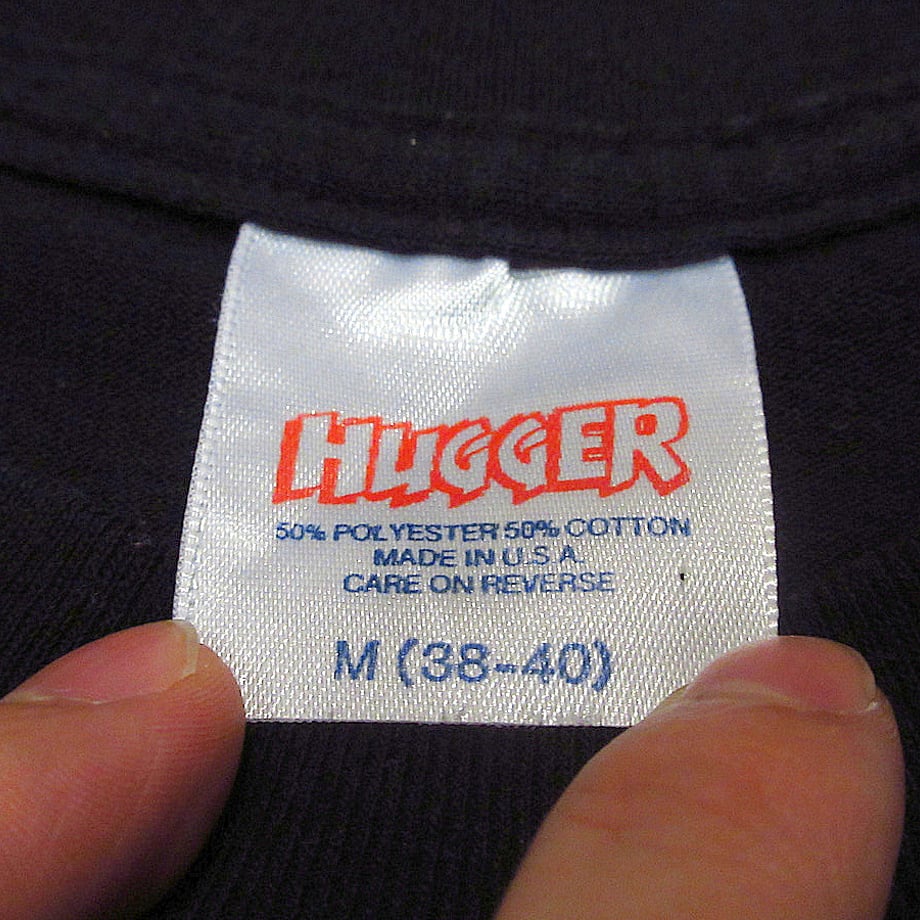 HUGGER
50% POLYESTER 50% COTTON
MADE IN U.S.A.
CARE ON REVERSE
M (38-40)